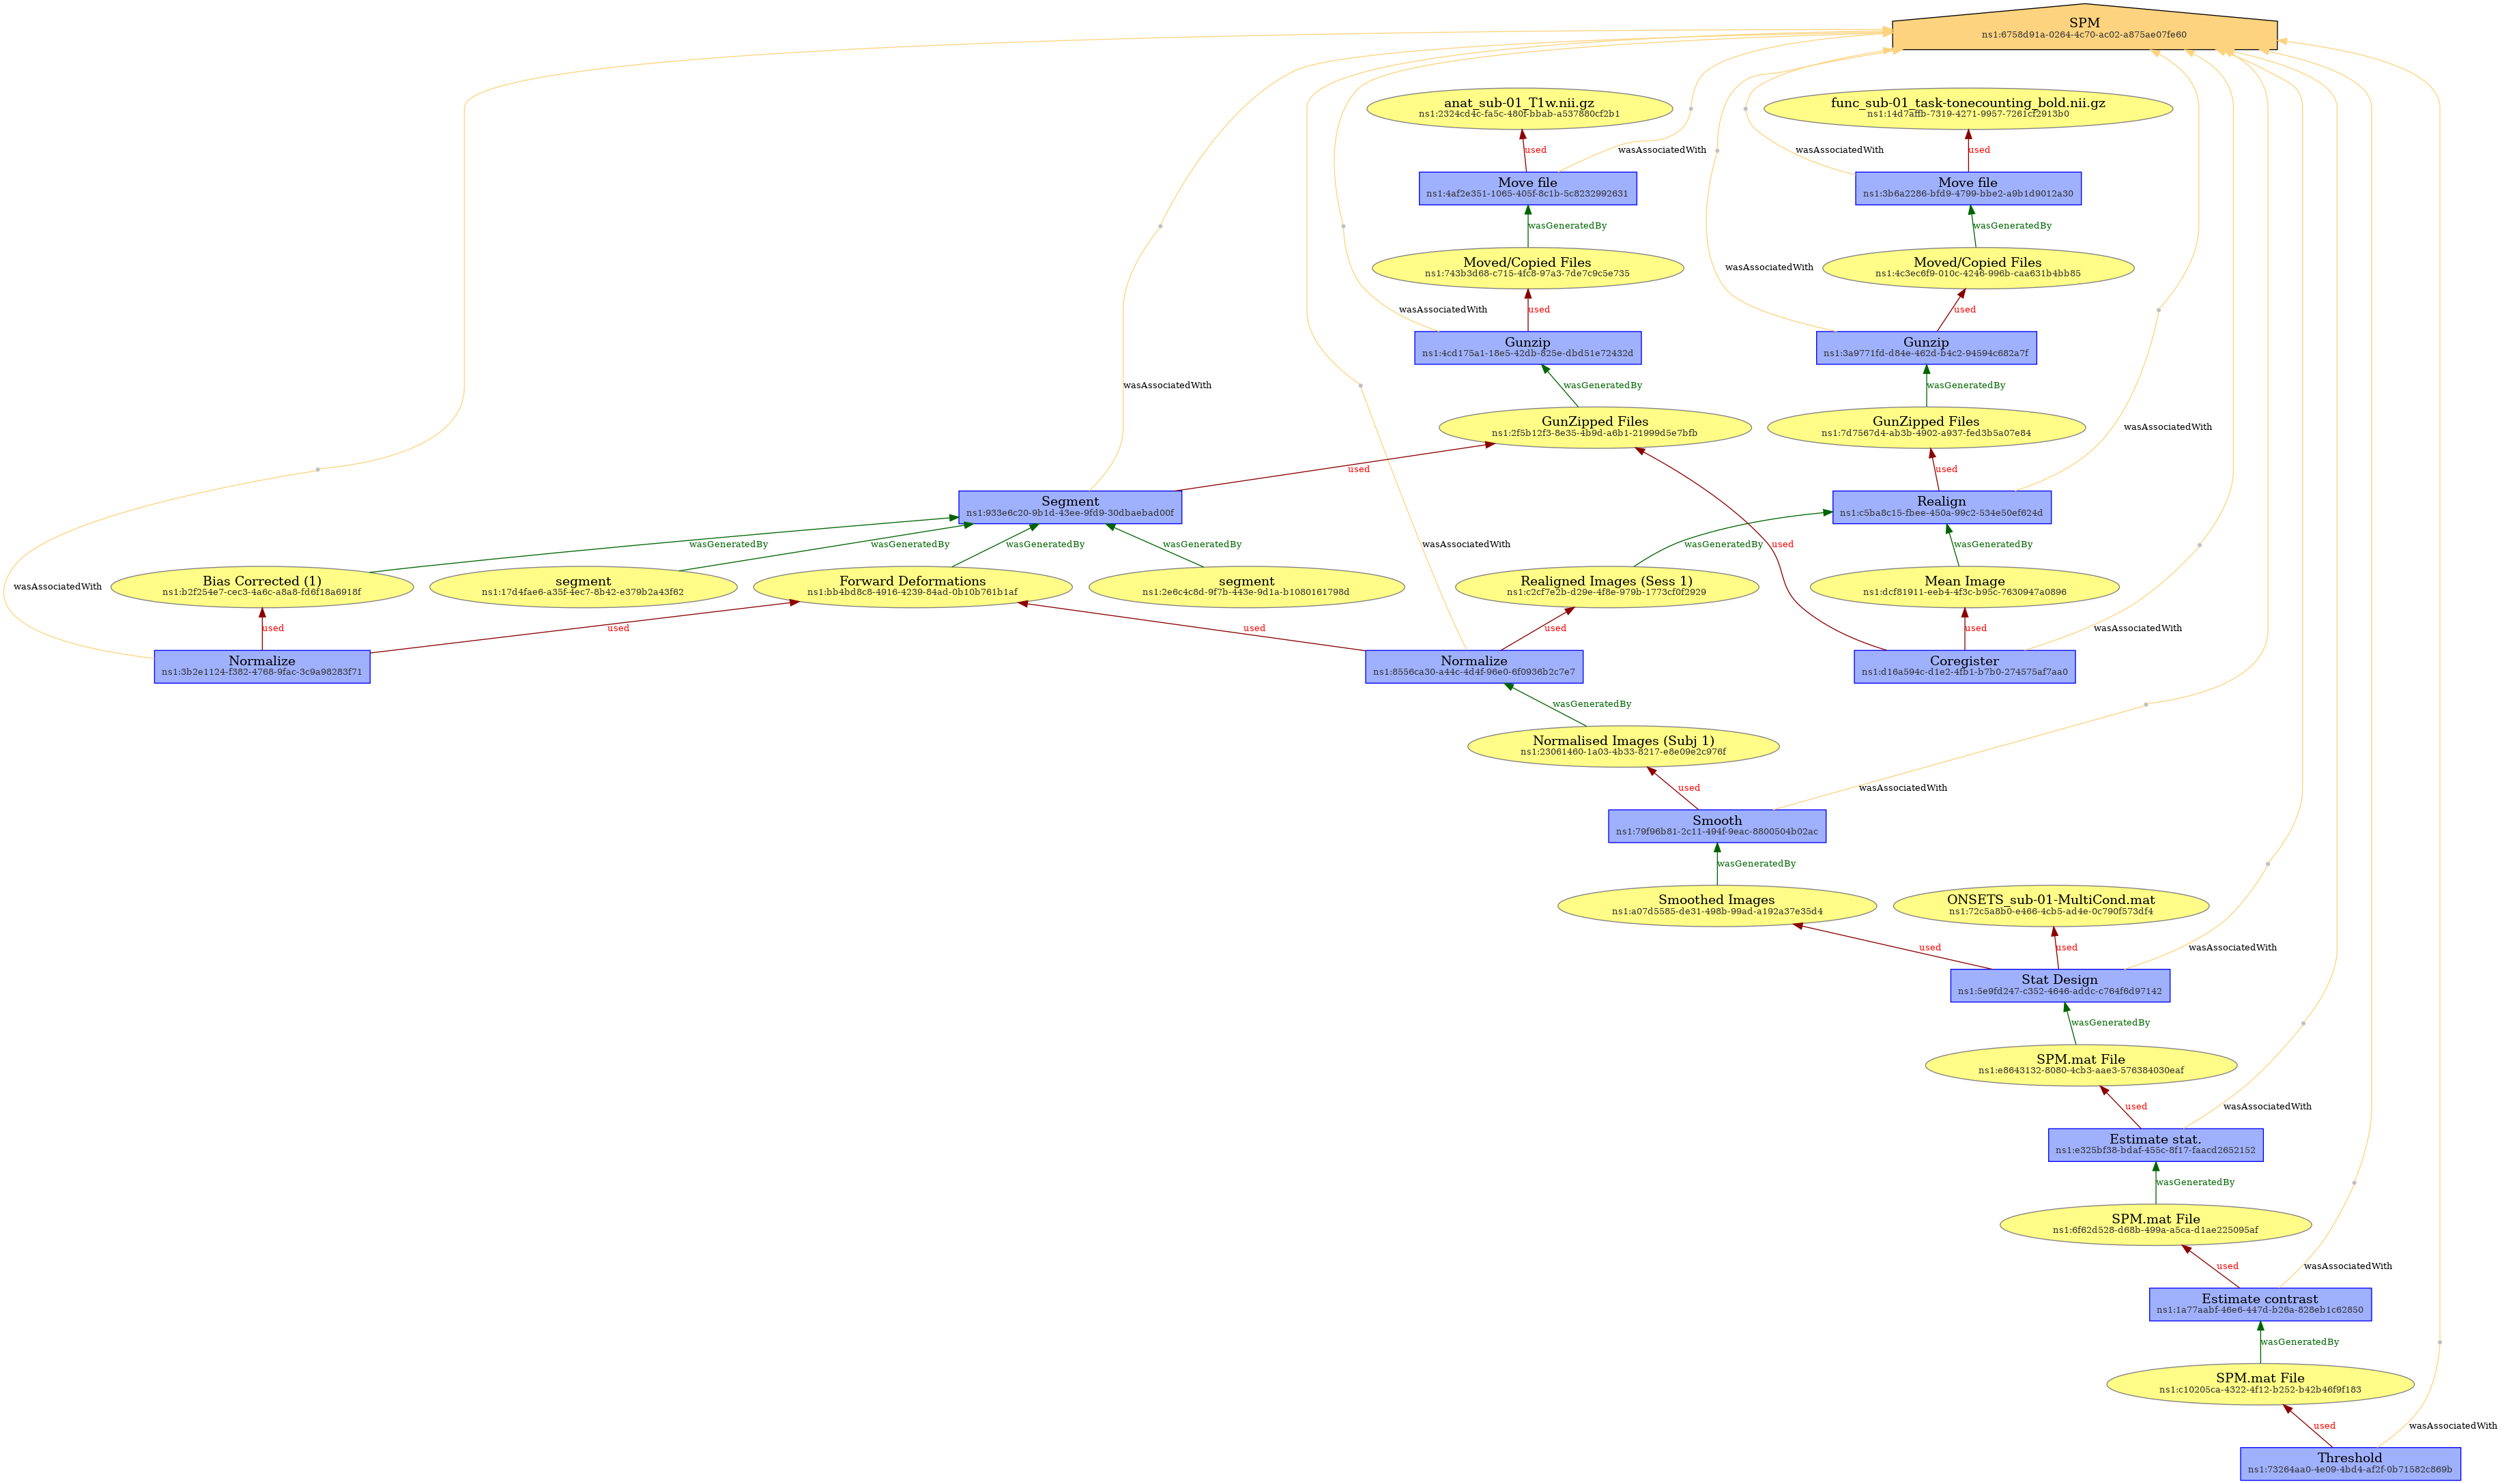 SPM
ns1:6758d91a-0264-4c70-ac02-a875ae07fe60
anat_sub-01_T1w.nii.gz
ns1:2324cd4c-fa5c-480f-bbab-a537880cf2b1
func_sub-01_task-tonecounting_bold.nii.gz
ns1:14d7affb-7319-4271-9957-7261cf2913b0
used
wasAssociatedWith
wasAssociatedWith
used
Move file
ns1:4af2e351-1065-405f-8c1b-5c8232992631
Move file
ns1:3b6a2286-bfd9-4799-bbe2-a9b1d9012a30
wasGeneratedBy
wasGeneratedBy
Moved/Copied Files
ns1:743b3d68-c715-4fc8-97a3-7de7c9c5e735
wasAssociatedWith
Moved/Copied Files
ns1:4c3ec6f9-010c-4246-996b-caa631b4bb85
wasAssociatedWith
used
used
Gunzip
ns1:4cd175a1-18e5-42db-825e-dbd51e72432d
Gunzip
ns1:3a9771fd-d84e-462d-b4c2-94594c682a7f
wasAssociatedWith
wasGeneratedBy
wasGeneratedBy
GunZipped Files
ns1:2f5b12f3-8e35-4b9d-a6b1-21999d5e7bfb
GunZipped Files
ns1:7d7567d4-ab3b-4902-a937-fed3b5a07e84
wasAssociatedWith
used
used
Segment
ns1:933e6c20-9b1d-43ee-9fd9-30dbaebad00f
Realign
ns1:c5ba8c15-fbee-450a-99c2-534e50ef624d
wasGeneratedBy
wasGeneratedBy
wasGeneratedBy
wasGeneratedBy
wasAssociatedWith
wasGeneratedBy
used
wasGeneratedBy
wasAssociatedWith
Bias Corrected (1)
ns1:b2f254e7-cec3-4a6c-a8a8-fd6f18a6918f
segment
ns1:17d4fae6-a35f-4ec7-8b42-e379b2a43f62
Forward Deformations
ns1:bb4bd8c8-4916-4239-84ad-0b10b761b1af
segment
ns1:2e6c4c8d-9f7b-443e-9d1a-b1080161798d
Realigned Images (Sess 1)
ns1:c2cf7e2b-d29e-4f8e-979b-1773cf0f2929
Mean Image
ns1:dcf81911-eeb4-4f3c-b95c-7630947a0896
used
used
used
used
used
wasAssociatedWith
Normalize
ns1:3b2e1124-f382-4768-9fac-3c9a98283f71
Normalize
ns1:8556ca30-a44c-4d4f-96e0-6f0936b2c7e7
Coregister
ns1:d16a594c-d1e2-4fb1-b7b0-274575af7aa0
wasGeneratedBy
Normalised Images (Subj 1)
ns1:23061460-1a03-4b33-8217-e8e09e2c976f
used
wasAssociatedWith
Smooth
ns1:79f96b81-2c11-494f-9eac-8800504b02ac
wasGeneratedBy
Smoothed Images
ns1:a07d5585-de31-498b-99ad-a192a37e35d4
ONSETS_sub-01-MultiCond.mat
ns1:72c5a8b0-e466-4cb5-ad4e-0c790f573df4
used
used
wasAssociatedWith
Stat Design
ns1:5e9fd247-c352-4646-addc-c764f6d97142
wasGeneratedBy
SPM.mat File
ns1:e8643132-8080-4cb3-aae3-576384030eaf
used
wasAssociatedWith
Estimate stat.
ns1:e325bf38-bdaf-455c-8f17-faacd2652152
wasGeneratedBy
SPM.mat File
ns1:6f62d528-d68b-499a-a5ca-d1ae225095af
used
wasAssociatedWith
Estimate contrast
ns1:1a77aabf-46e6-447d-b26a-828eb1c62850
wasGeneratedBy
SPM.mat File
ns1:c10205ca-4322-4f12-b252-b42b46f9f183
used
wasAssociatedWith
Threshold
ns1:73264aa0-4e09-4bd4-af2f-0b71582c869b